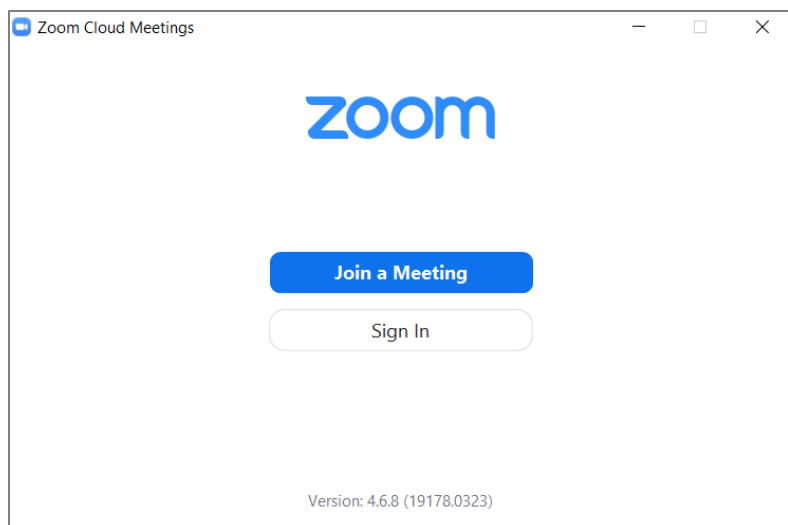 Zoom Cloud Meetings
zoom
Join a Meeting
Sign In
Version: 4.6.8 (19178.0323)